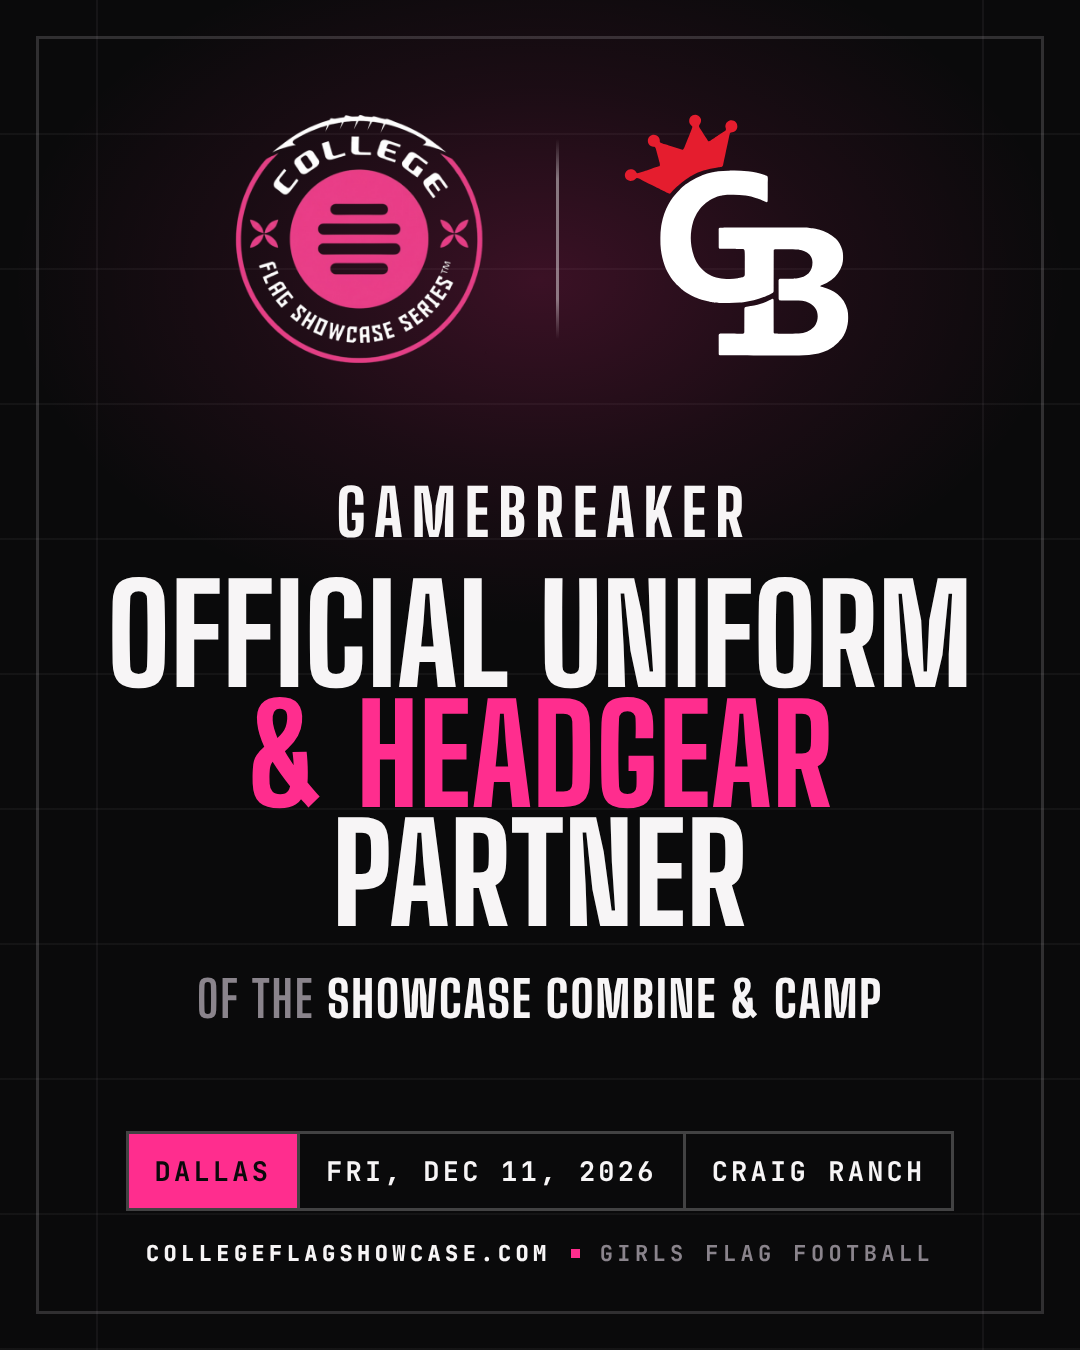 COLLEGE
FLAG SHOWCASE SERIES™
GB
GAMEBREAKER
OFFICIAL UNIFORM
& HEADGEAR
PARTNER
OF THE SHOWCASE COMBINE & CAMP
DALLAS FRI, DEC 11, 2026 CRAIG RANCH
COLLEGEFLAGSHOWCASE.COM ▪ GIRLS FLAG FOOTBALL